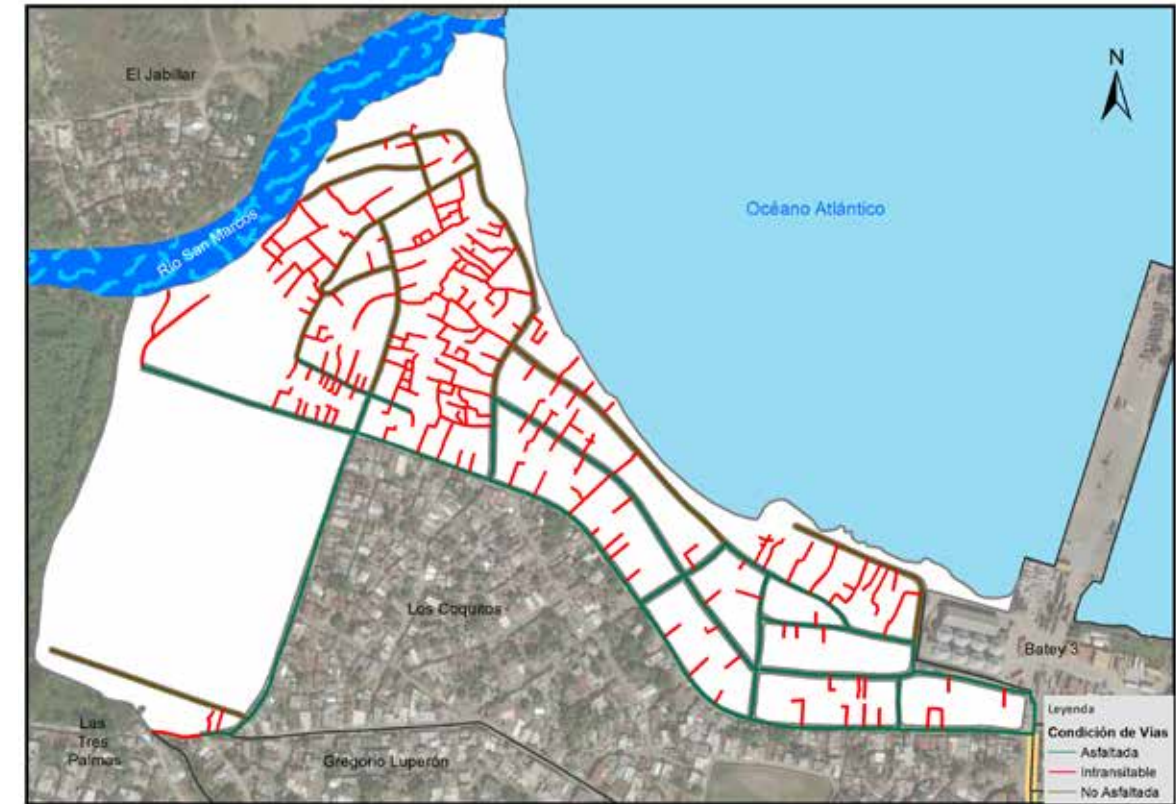 El Jabillar
N
Océano Atlántico
Río San Marcos
Los Coquitos
Batey 3
Las
Tres
Palmas
Gregorio Luperón
Leyenda
Condición de Vias
Asfaltada
Intransitable
No Asfaltada